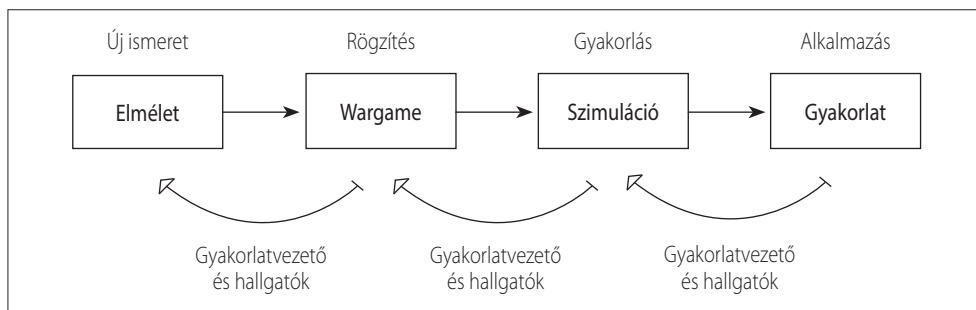 Új ismeret
Rögzítés
Gyakorlás
Alkalmazás
Elmélet
Wargame
Szimuláció
Gyakorlat
Gyakorlatvezető
és hallgatók
Gyakorlatvezető
és hallgatók
Gyakorlatvezető
és hallgatók